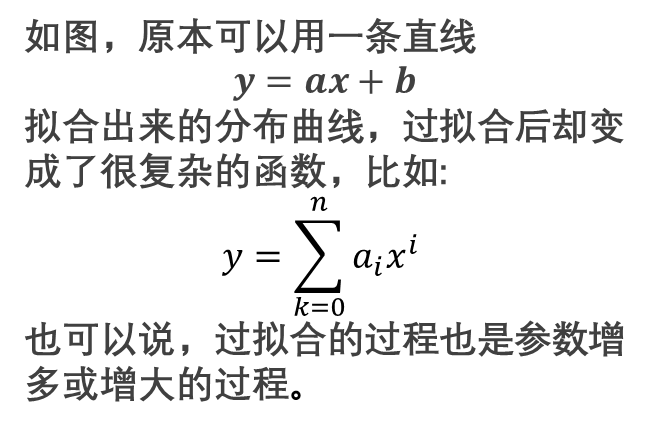 如图，原本可以用一条直线
y = ax + b
拟合出来的分布曲线，过拟合后却变
成了很复杂的函数，比如:
n
y = ∑ aᵢxⁱ
k=0
也可以说，过拟合的过程也是参数增
多或增大的过程。